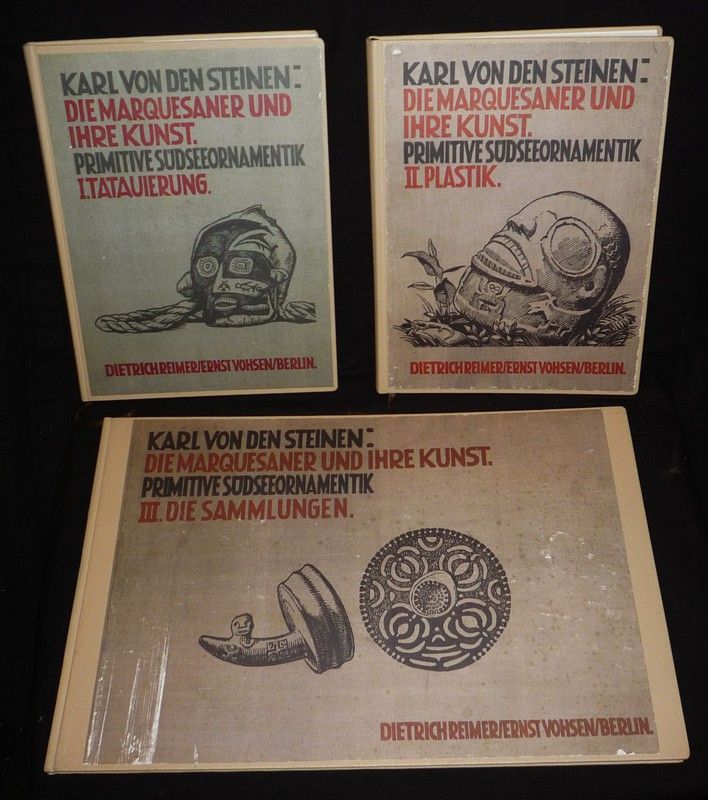 KARL VON DEN STEINEN:
DIE MARQUESANER UND
IHRE KUNST.
PRIMITIVE SÜDSEEORNAMENTIK
I. TATAUIERUNG.
DIETRICH REIMER/ERNST VOHSEN/BERLIN.
KARL VON DEN STEINEN:
DIE MARQUESANER UND
IHRE KUNST.
PRIMITIVE SÜDSEEORNAMENTIK
II. PLASTIK.
DIETRICH REIMER/ERNST VOHSEN/BERLIN.
KARL VON DEN STEINEN:
DIE MARQUESANER UND IHRE KUNST.
PRIMITIVE SÜDSEEORNAMENTIK
III. DIE SAMMLUNGEN.
DIETRICH REIMER/ERNST VOHSEN/BERLIN.